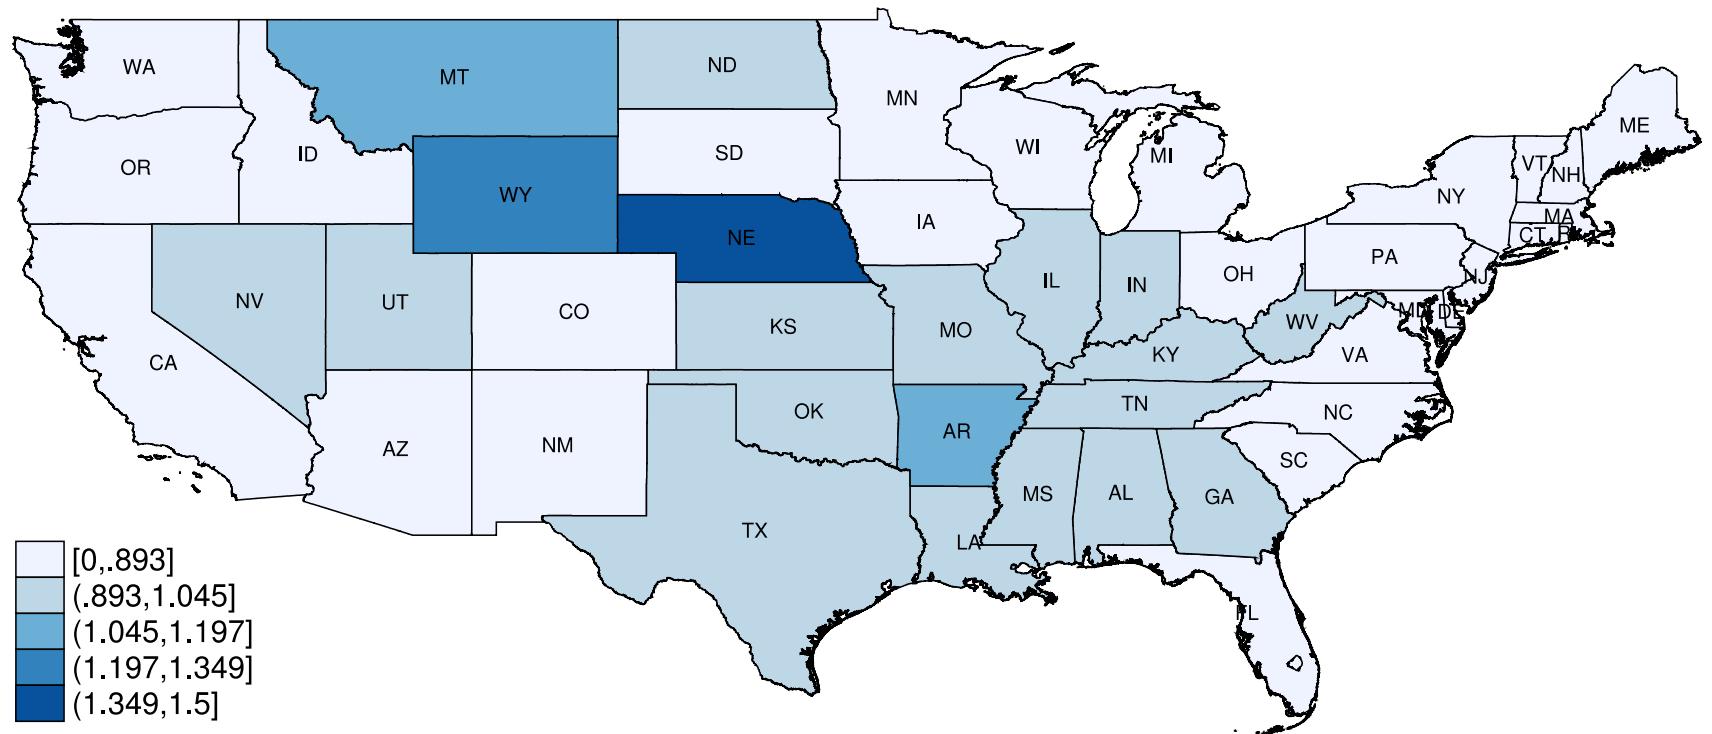 WA
MT
ND
MN
ME
OR
ID
WY
SD
WI
MI
VT
NH
NY
MA
CT
NE
IA
PA
NV
UT
CO
KS
MO
IL
IN
OH
NJ
WV
MD
DE
CA
KY
VA
AZ
NM
OK
AR
TN
NC
SC
TX
LA
MS
AL
GA
FL
[0,.893]
(.893,1.045]
(1.045,1.197]
(1.197,1.349]
(1.349,1.5]